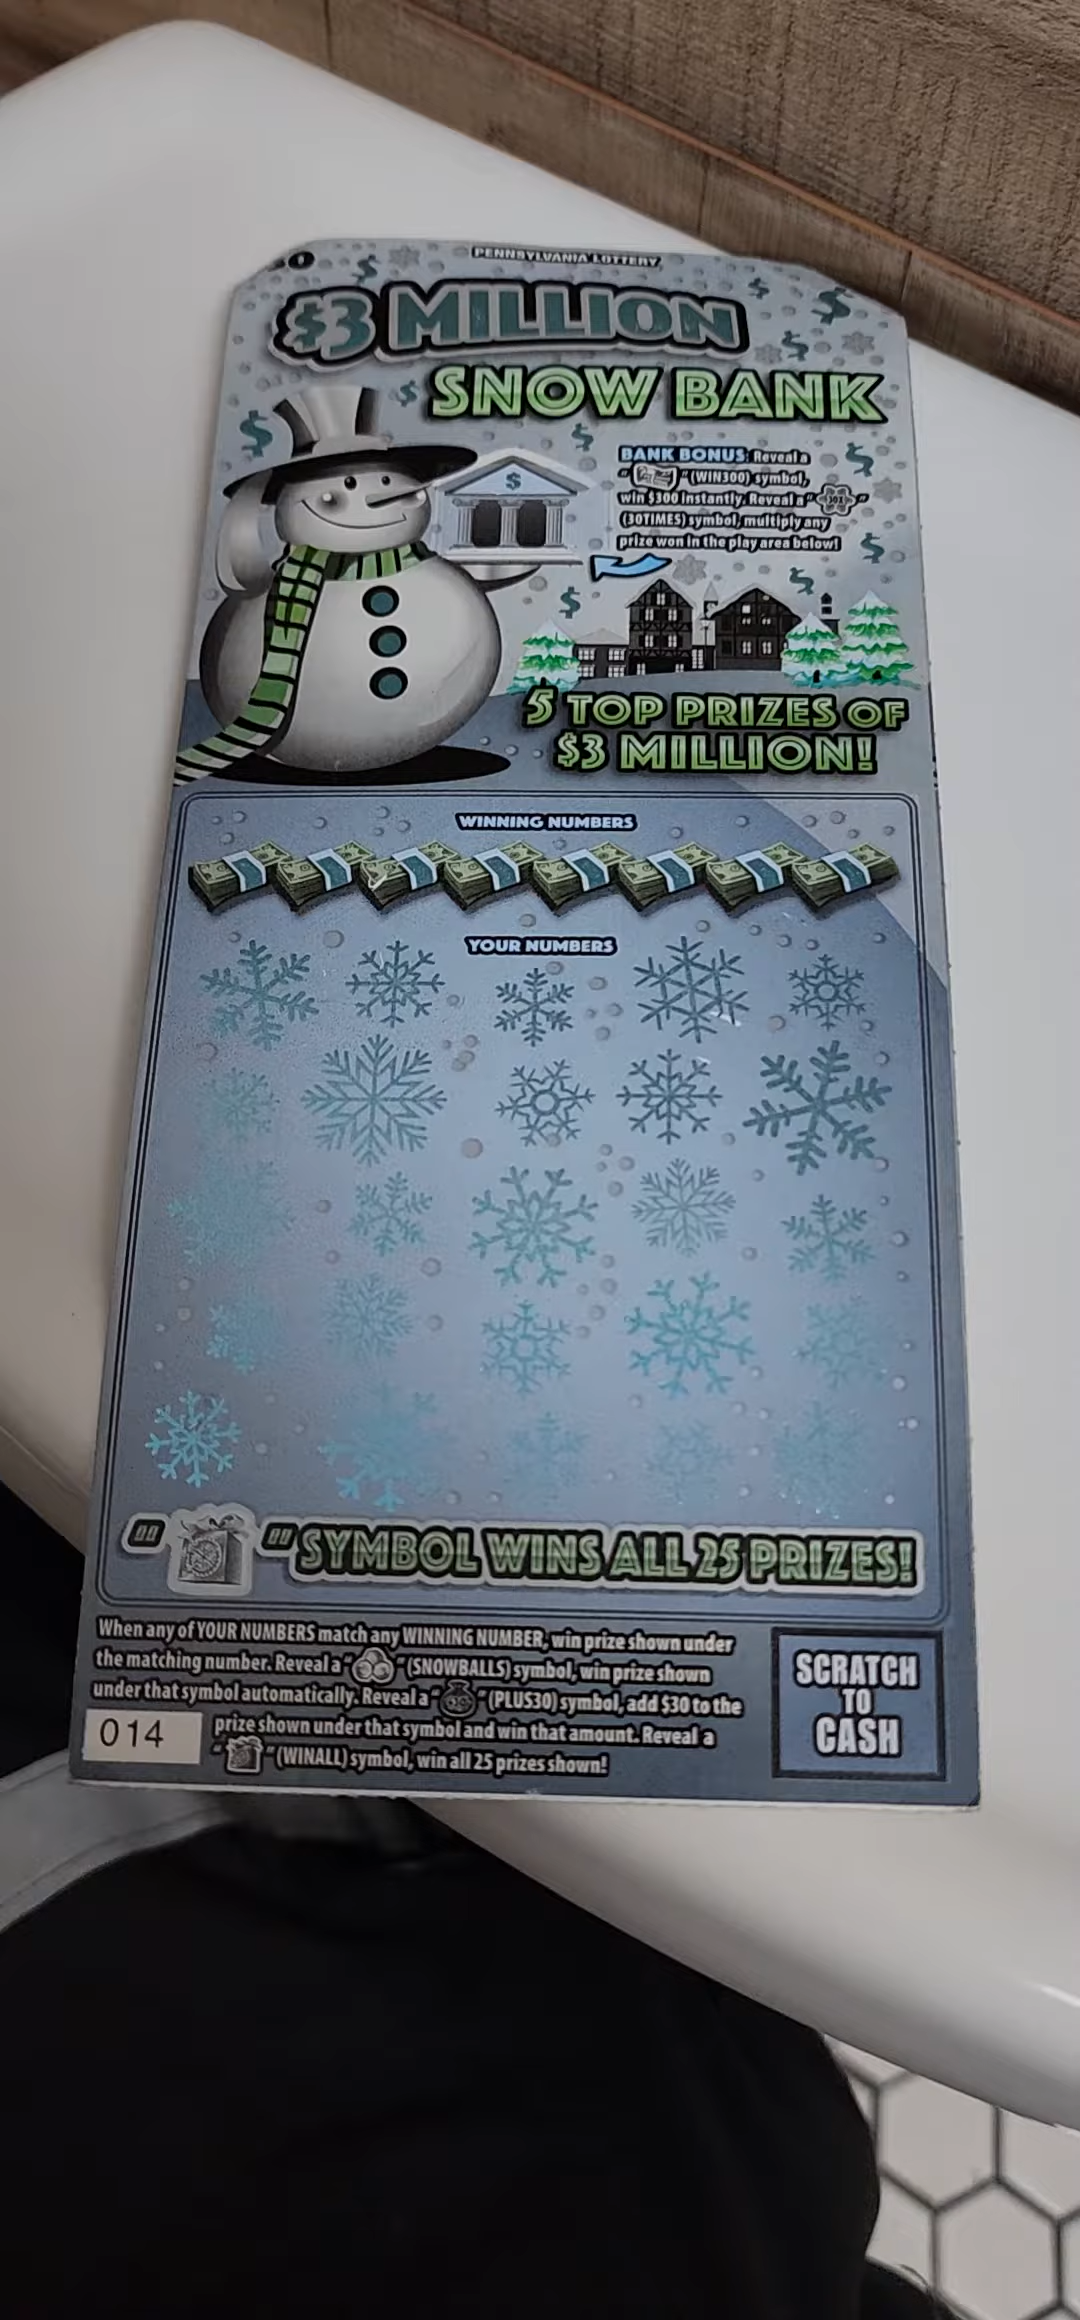 PENNSYLVANIA LOTTERY
$3 MILLION
SNOW BANK
$
BANK BONUS: Reveal a
" " (WIN300) symbol,
win $300 instantly. Reveal a " 30X "
(30TIMES) symbol, multiply any
prize won in the play area below!
5 TOP PRIZES OF
$3 MILLION!
WINNING NUMBERS
YOUR NUMBERS
" " SYMBOL WINS ALL 25 PRIZES!
When any of YOUR NUMBERS match any WINNING NUMBER, win prize shown under
the matching number. Reveal a " " (SNOWBALLS) symbol, win prize shown
under that symbol automatically. Reveal a " " (PLUS30) symbol, add $30 to the
prize shown under that symbol and win that amount. Reveal a
" " (WINALL) symbol, win all 25 prizes shown!
014
SCRATCH
TO
CASH